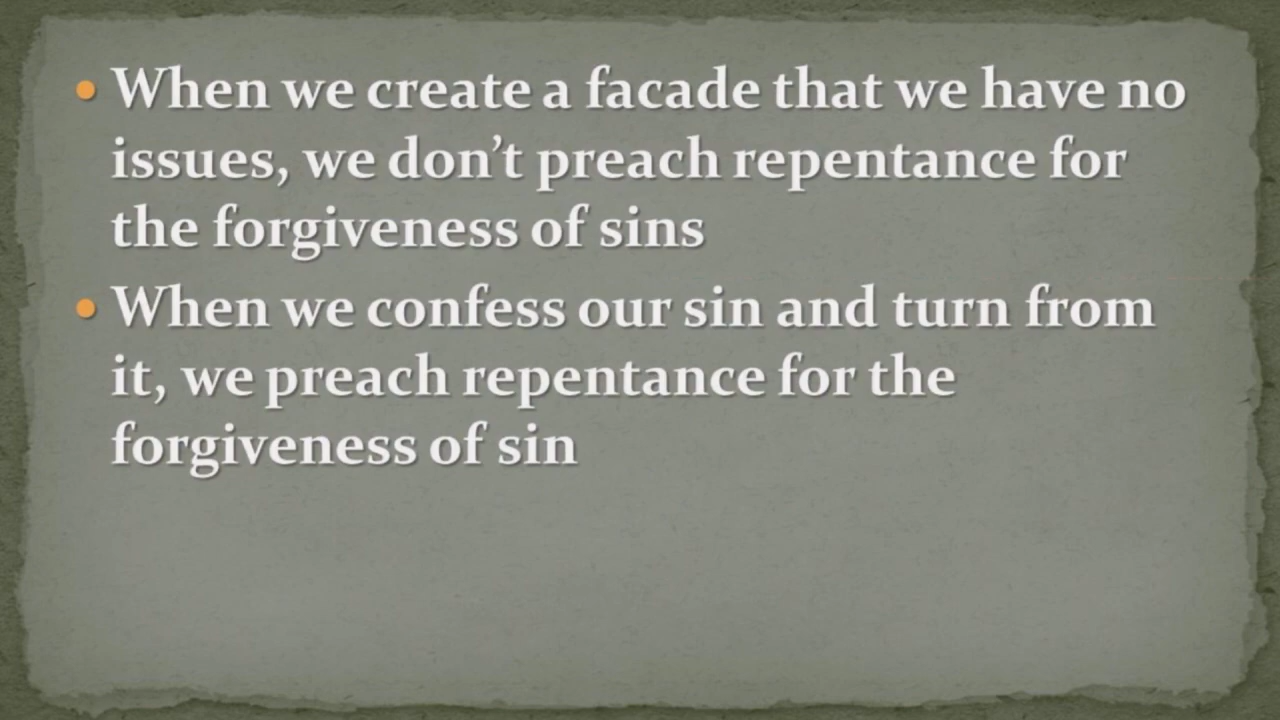 • When we create a facade that we have no
issues, we don’t preach repentance for
the forgiveness of sins
• When we confess our sin and turn from
it, we preach repentance for the
forgiveness of sin